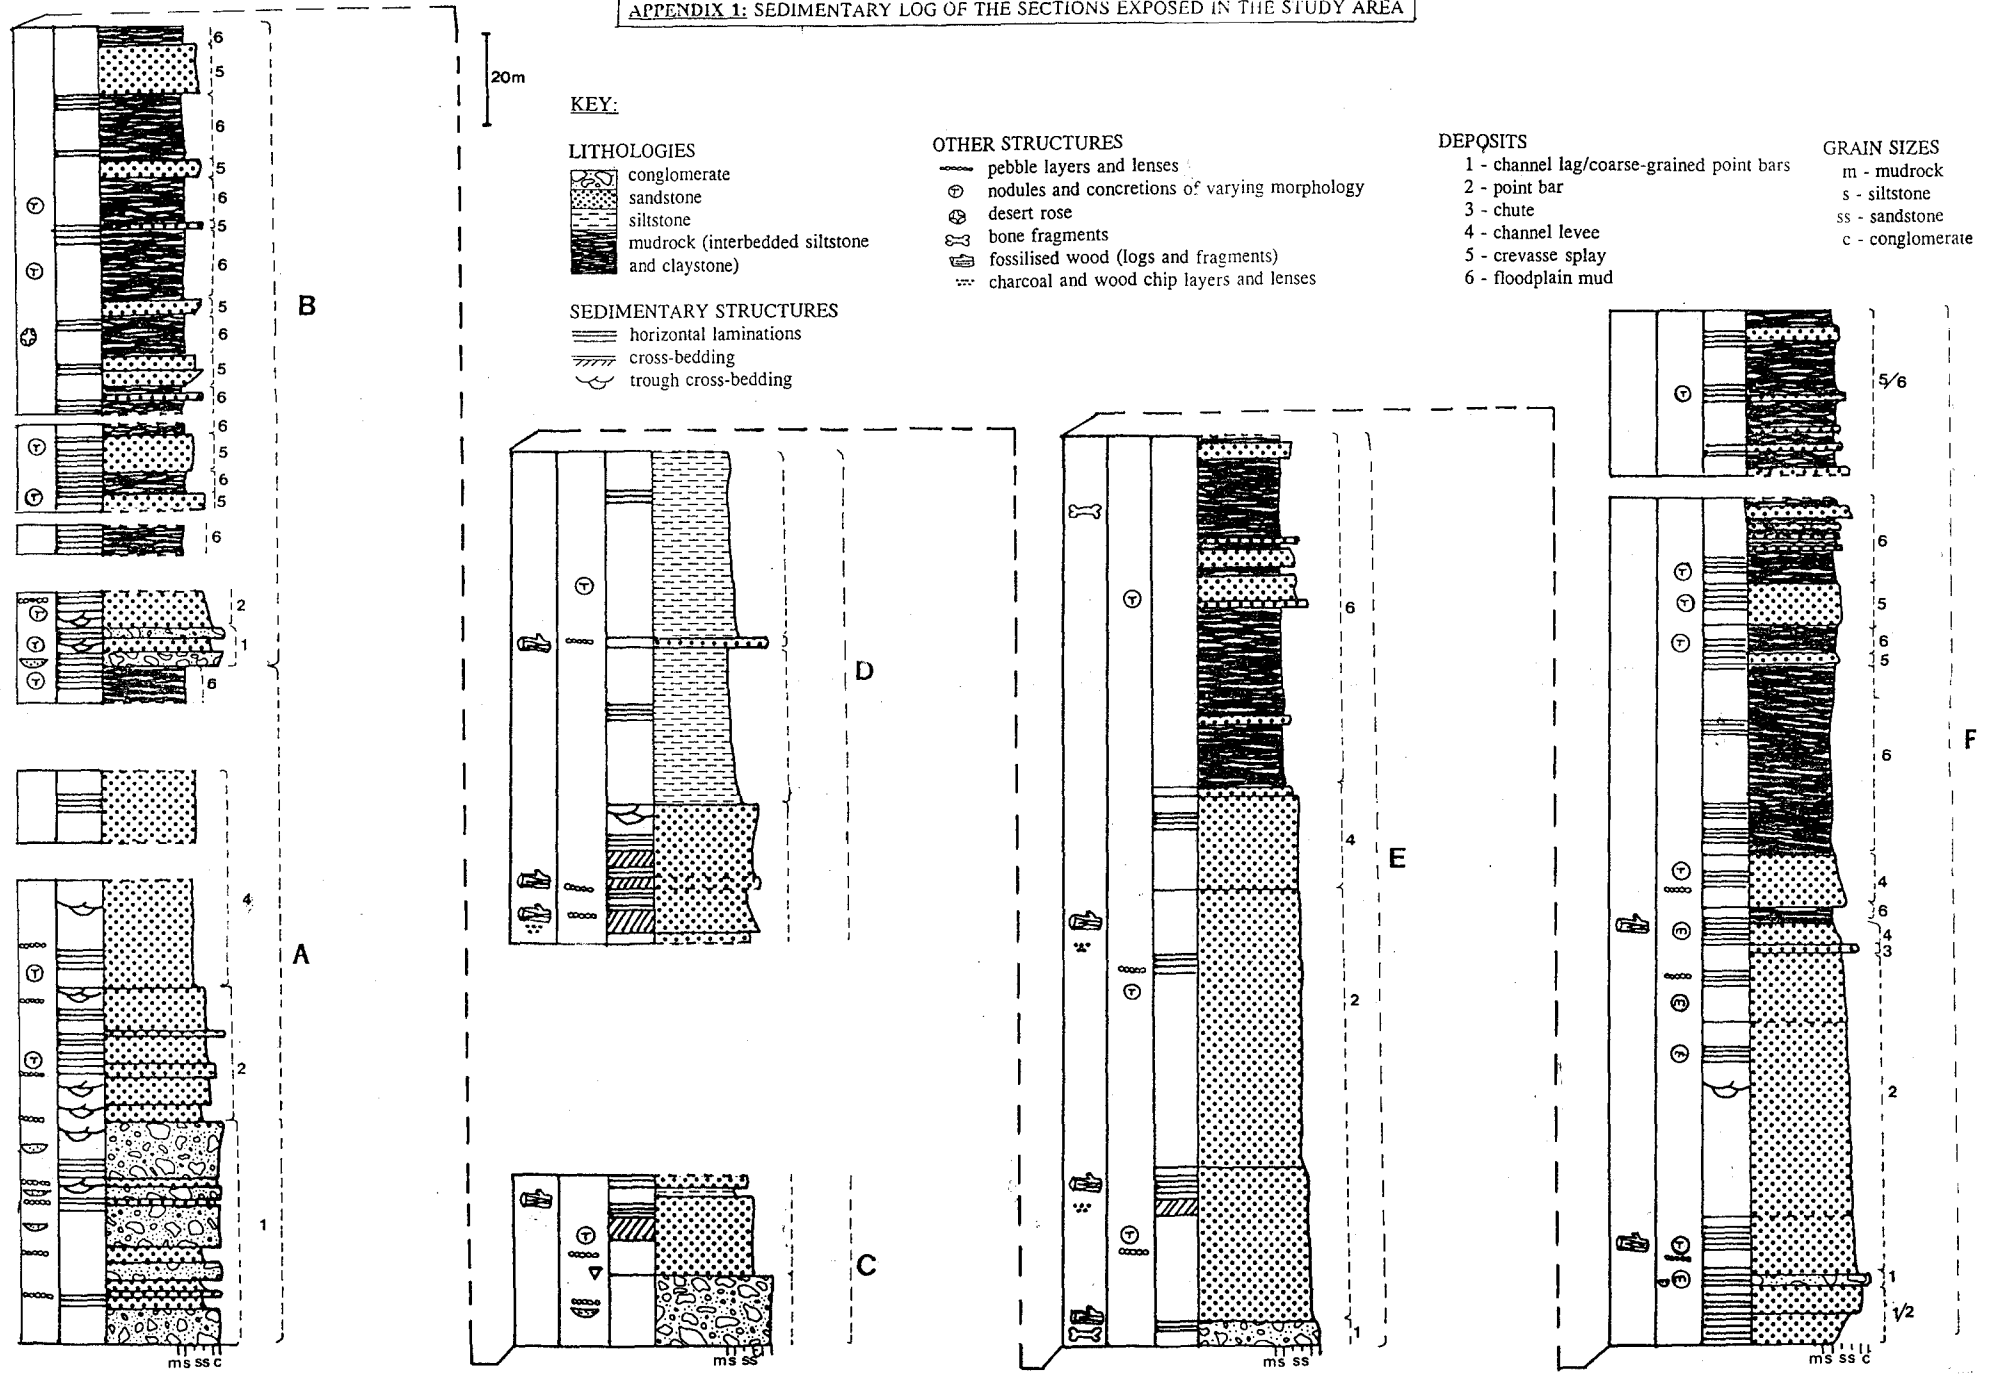 APPENDIX 1: SEDIMENTARY LOG OF THE SECTIONS EXPOSED IN THE STUDY AREA
20m
KEY:
LITHOLOGIES
conglomerate
sandstone
siltstone
mudrock (interbedded siltstone
and claystone)
SEDIMENTARY STRUCTURES
horizontal laminations
cross-bedding
trough cross-bedding
OTHER STRUCTURES
pebble layers and lenses
nodules and concretions of varying morphology
desert rose
bone fragments
fossilised wood (logs and fragments)
charcoal and wood chip layers and lenses
DEPOSITS
1 - channel lag/coarse-grained point bars
2 - point bar
3 - chute
4 - channel levee
5 - crevasse splay
6 - floodplain mud
GRAIN SIZES
m - mudrock
s - siltstone
ss - sandstone
c - conglomerate
6
5
6
5
6
5
6
5
6
5
6
6
5
6
5
6
B
2
1
6
4
2
1
A
m s ss c
D
C
m s ss
6
4
2
1
E
m s ss
5/6
6
5
6
5
6
4
6
4
3
2
1
1/2
F
m s ss c